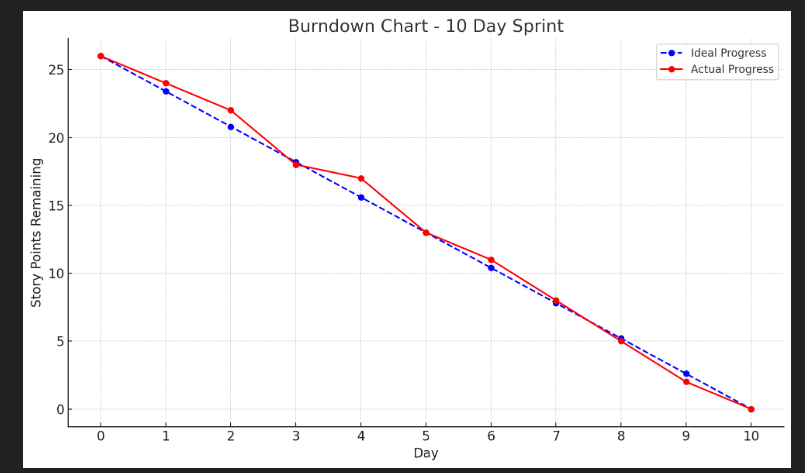 Burndown Chart - 10 Day Sprint
Ideal Progress
Actual Progress
Story Points Remaining
25
20
15
10
5
0
0 1 2 3 4 5 6 7 8 9 10
Day